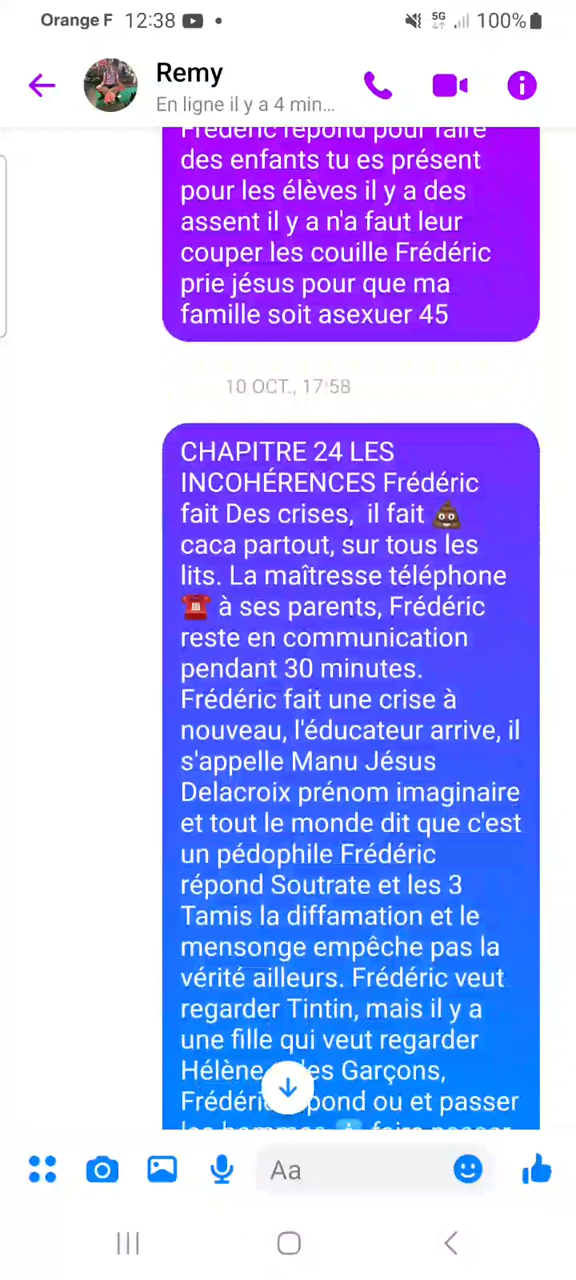 Orange F 12:38 • 5G 100%
Remy
En ligne il y a 4 min...
Frédéric répond pour faire
des enfants tu es présent
pour les élèves il y a des
assent il y a n'a faut leur
couper les couille Frédéric
prie jésus pour que ma
famille soit asexuer 45
10 OCT., 17:58
CHAPITRE 24 LES
INCOHÉRENCES Frédéric
fait Des crises, il fait 💩
caca partout, sur tous les
lits. La maîtresse téléphone
☎️ à ses parents, Frédéric
reste en communication
pendant 30 minutes.
Frédéric fait une crise à
nouveau, l'éducateur arrive, il
s'appelle Manu Jésus
Delacroix prénom imaginaire
et tout le monde dit que c'est
un pédophile Frédéric
répond Soutrate et les 3
Tamis la diffamation et le
mensonge empêche pas la
vérité ailleurs. Frédéric veut
regarder Tintin, mais il y a
une fille qui veut regarder
Hélène es Garçons,
Frédéri pond ou et passer
Aa